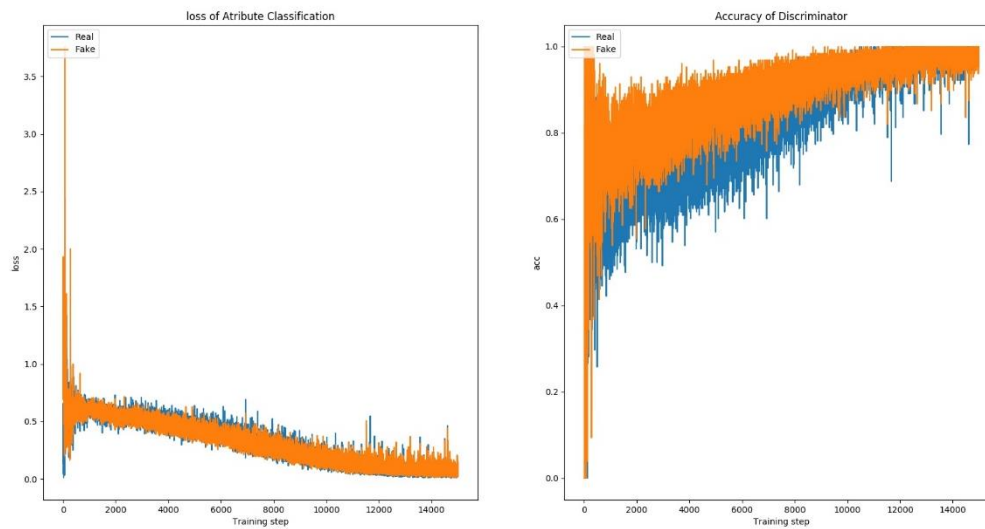 loss of Atribute Classification
Real
Fake
3.5
3.0
2.5
2.0
1.5
1.0
0.5
0.0
loss
0 2000 4000 6000 8000 10000 12000 14000
Training step
Accuracy of Discriminator
Real
Fake
1.0
0.8
0.6
0.4
0.2
0.0
acc
0 2000 4000 6000 8000 10000 12000 14000
Training step